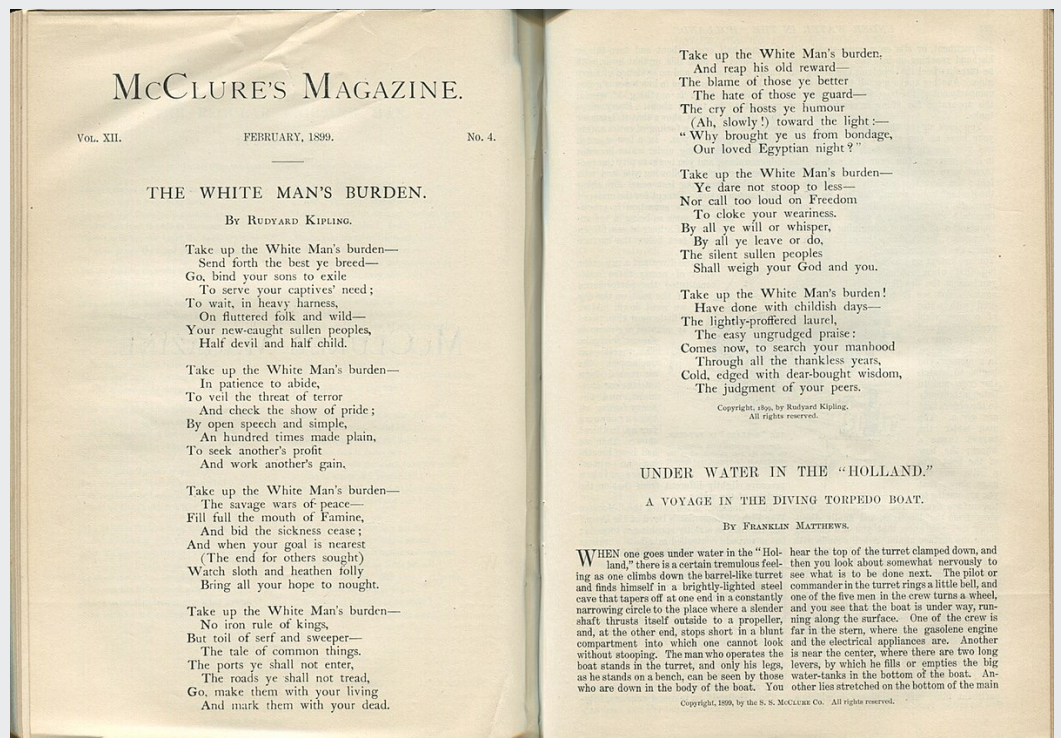 McClure's Magazine.
Vol. XII. FEBRUARY, 1899. No. 4.
THE WHITE MAN'S BURDEN.
By Rudyard Kipling.
Take up the White Man's burden—
Send forth the best ye breed—
Go, bind your sons to exile
To serve your captives' need;
To wait, in heavy harness,
On fluttered folk and wild—
Your new-caught sullen peoples,
Half devil and half child.
Take up the White Man's burden—
In patience to abide,
To veil the threat of terror
And check the show of pride;
By open speech and simple,
An hundred times made plain,
To seek another's profit
And work another's gain,
Take up the White Man's burden—
The savage wars of peace—
Fill full the mouth of Famine,
And bid the sickness cease;
And when your goal is nearest
(The end for others sought)
Watch sloth and heathen folly
Bring all your hope to nought.
Take up the White Man's burden—
No iron rule of kings,
But toil of serf and sweeper—
The tale of common things.
The ports ye shall not enter,
The roads ye shall not tread,
Go, make them with your living
And mark them with your dead.
Take up the White Man's burden,
And reap his old reward—
The blame of those ye better
The hate of those ye guard—
The cry of hosts ye humour
(Ah, slowly!) toward the light:—
"Why brought ye us from bondage,
Our loved Egyptian night?"
Take up the White Man's burden—
Ye dare not stoop to less—
Nor call too loud on Freedom
To cloke your weariness.
By all ye will or whisper,
By all ye leave or do,
The silent sullen peoples
Shall weigh your God and you.
Take up the White Man's burden!
Have done with childish days—
The lightly-proffered laurel,
The easy ungrudged praise:
Comes now, to search your manhood
Through all the thankless years,
Cold, edged with dear-bought wisdom,
The judgment of your peers.
Copyright, 1899, by Rudyard Kipling.
All rights reserved.
UNDER WATER IN THE "HOLLAND."
A VOYAGE IN THE DIVING TORPEDO BOAT.
By Franklin Matthews.
WHEN one goes under water in the "Hol-
land," there is a certain tremulous feel-
ing as one climbs down the barrel-like turret
and finds himself in a brightly-lighted steel
cave that tapers off at one end in a constantly
narrowing circle to the place where a slender
shaft thrusts itself outside to a propeller,
and, at the other end, stops short in a blunt
compartment into which one cannot look
without stooping. The man who operates the
boat stands in the turret, and only his legs,
as he stands on a bench, can be seen by those
who are down in the body of the boat. You
hear the top of the turret clamped down, and
then you look about somewhat nervously to
see what is to be done next. The pilot or
commander in the turret rings a little bell, and
one of the five men in the crew turns a wheel,
and you see that the boat is under way, run-
ning along the surface. One of the crew is
far in the stern, where the gasolene engine
and the electrical appliances are. Another
is near the center, where there are two long
levers, by which he fills or empties the big
water-tanks in the bottom of the boat. An-
other lies stretched on the bottom of the main
Copyright, 1899, by the S. S. McClure Co. All rights reserved.